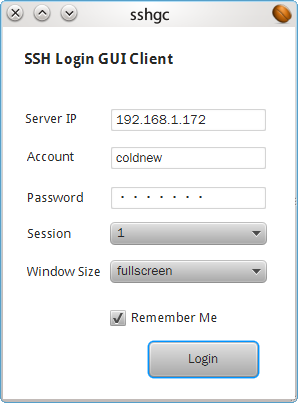 sshgc
SSH Login GUI Client
Server IP 192.168.1.172
Account coldnew
Password · · · · · · ·
Session 1
Window Size fullscreen
Remember Me
Login